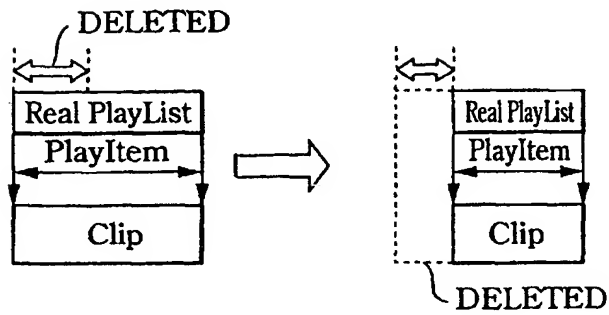 DELETED
Real PlayList
PlayItem
Clip
Real PlayList
PlayItem
Clip
DELETED